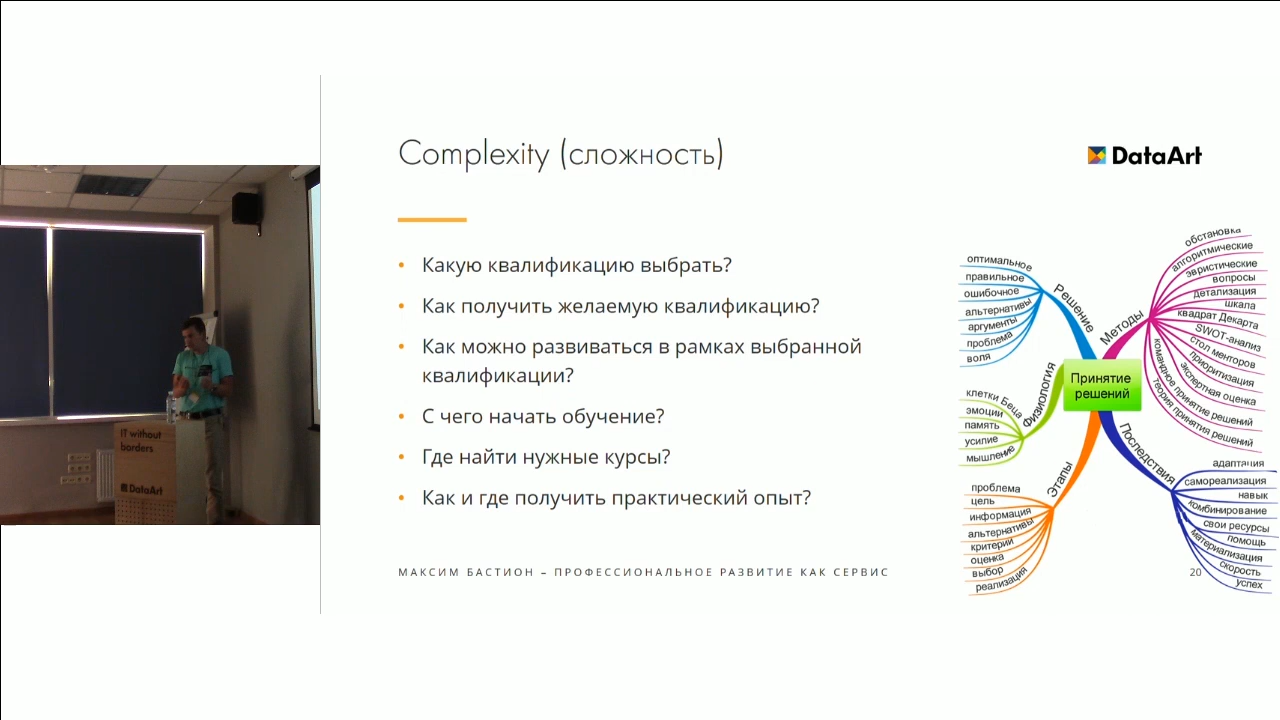 Complexity (сложность)
DataArt
• Какую квалификацию выбрать?
• Как получить желаемую квалификацию?
• Как можно развиваться в рамках выбранной
квалификации?
• С чего начать обучение?
• Где найти нужные курсы?
• Как и где получить практический опыт?
МАКСИМ БАСТИОН – ПРОФЕССИОНАЛЬНОЕ РАЗВИТИЕ КАК СЕРВИС
20
Принятие
решений
Решение
оптимальное
правильное
ошибочное
альтернативы
аргументы
проблема
воля
Методы
обстановка
алгоритмические
эвристические
вопросы
детализация
шкала
квадрат Декарта
SWOT-анализ
стол менторов
приоритизация
экспертная оценка
командное принятие решений
теория принятия решений
Физиология
клетки Беца
эмоции
память
усилие
мышление
Этапы
проблема
цель
информация
альтернативы
критерий
оценка
выбор
реализация
Последствия
адаптация
самореализация
навык
комбинирование
свои ресурсы
помощь
материализация
скорость
успех
IT without
borders
DataArt